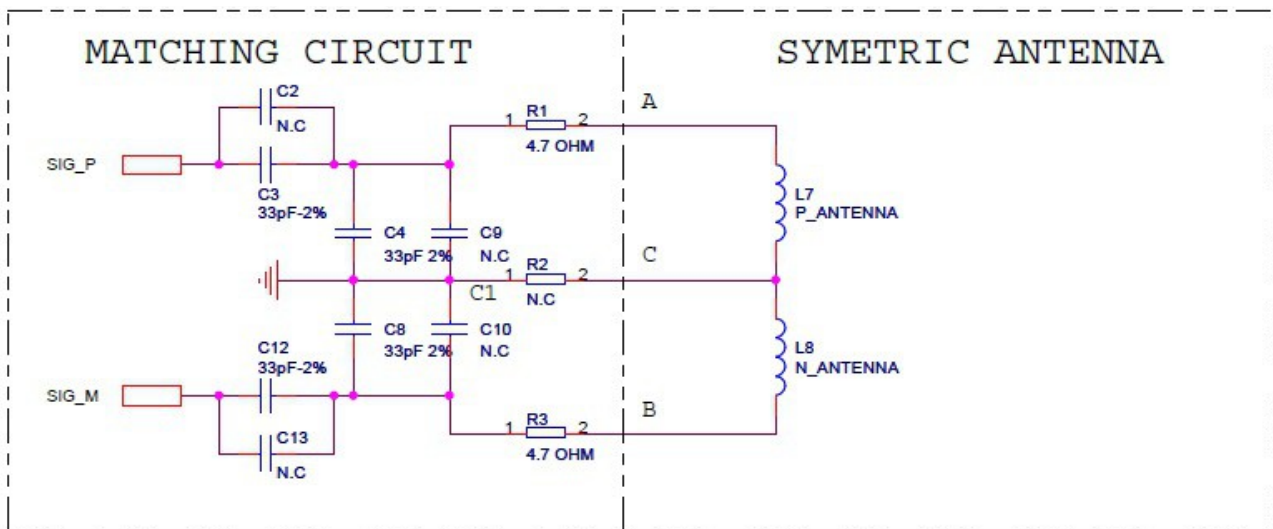 MATCHING CIRCUIT
SYMETRIC ANTENNA
C2
N.C
SIG_P
C3
33pF-2%
R1
1 2
4.7 OHM
A
L7
P_ANTENNA
C4
33pF 2%
C9
N.C
R2
1 2
N.C
C
C1
C8
33pF 2%
C10
N.C
C12
33pF-2%
SIG_M
C13
N.C
R3
1 2
4.7 OHM
B
L8
N_ANTENNA